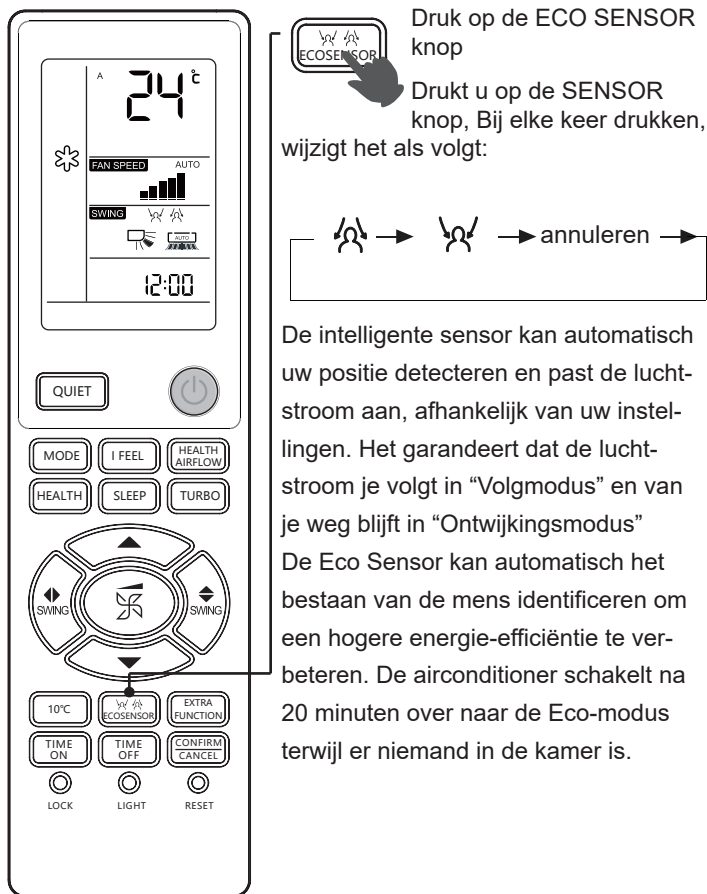 A 24 °c
FAN SPEED AUTO
SWING
AUTO
12:00
QUIET
MODE I FEEL HEALTH AIRFLOW
HEALTH SLEEP TURBO
SWING SWING
10°C ECOSENSOR EXTRA FUNCTION
TIME ON TIME OFF CONFIRM CANCEL
LOCK LIGHT RESET
ECOSENSOR
Druk op de ECO SENSOR
knop
Drukt u op de SENSOR
knop, Bij elke keer drukken,
wijzigt het als volgt:
annuleren
De intelligente sensor kan automatisch
uw positie detecteren en past de lucht-
stroom aan, afhankelijk van uw instel-
lingen. Het garandeert dat de lucht-
stroom je volgt in “Volgmodus” en van
je weg blijft in “Ontwijkingsmodus”
De Eco Sensor kan automatisch het
bestaan van de mens identificeren om
een hogere energie-efficiëntie te ver-
beteren. De airconditioner schakelt na
20 minuten over naar de Eco-modus
terwijl er niemand in de kamer is.